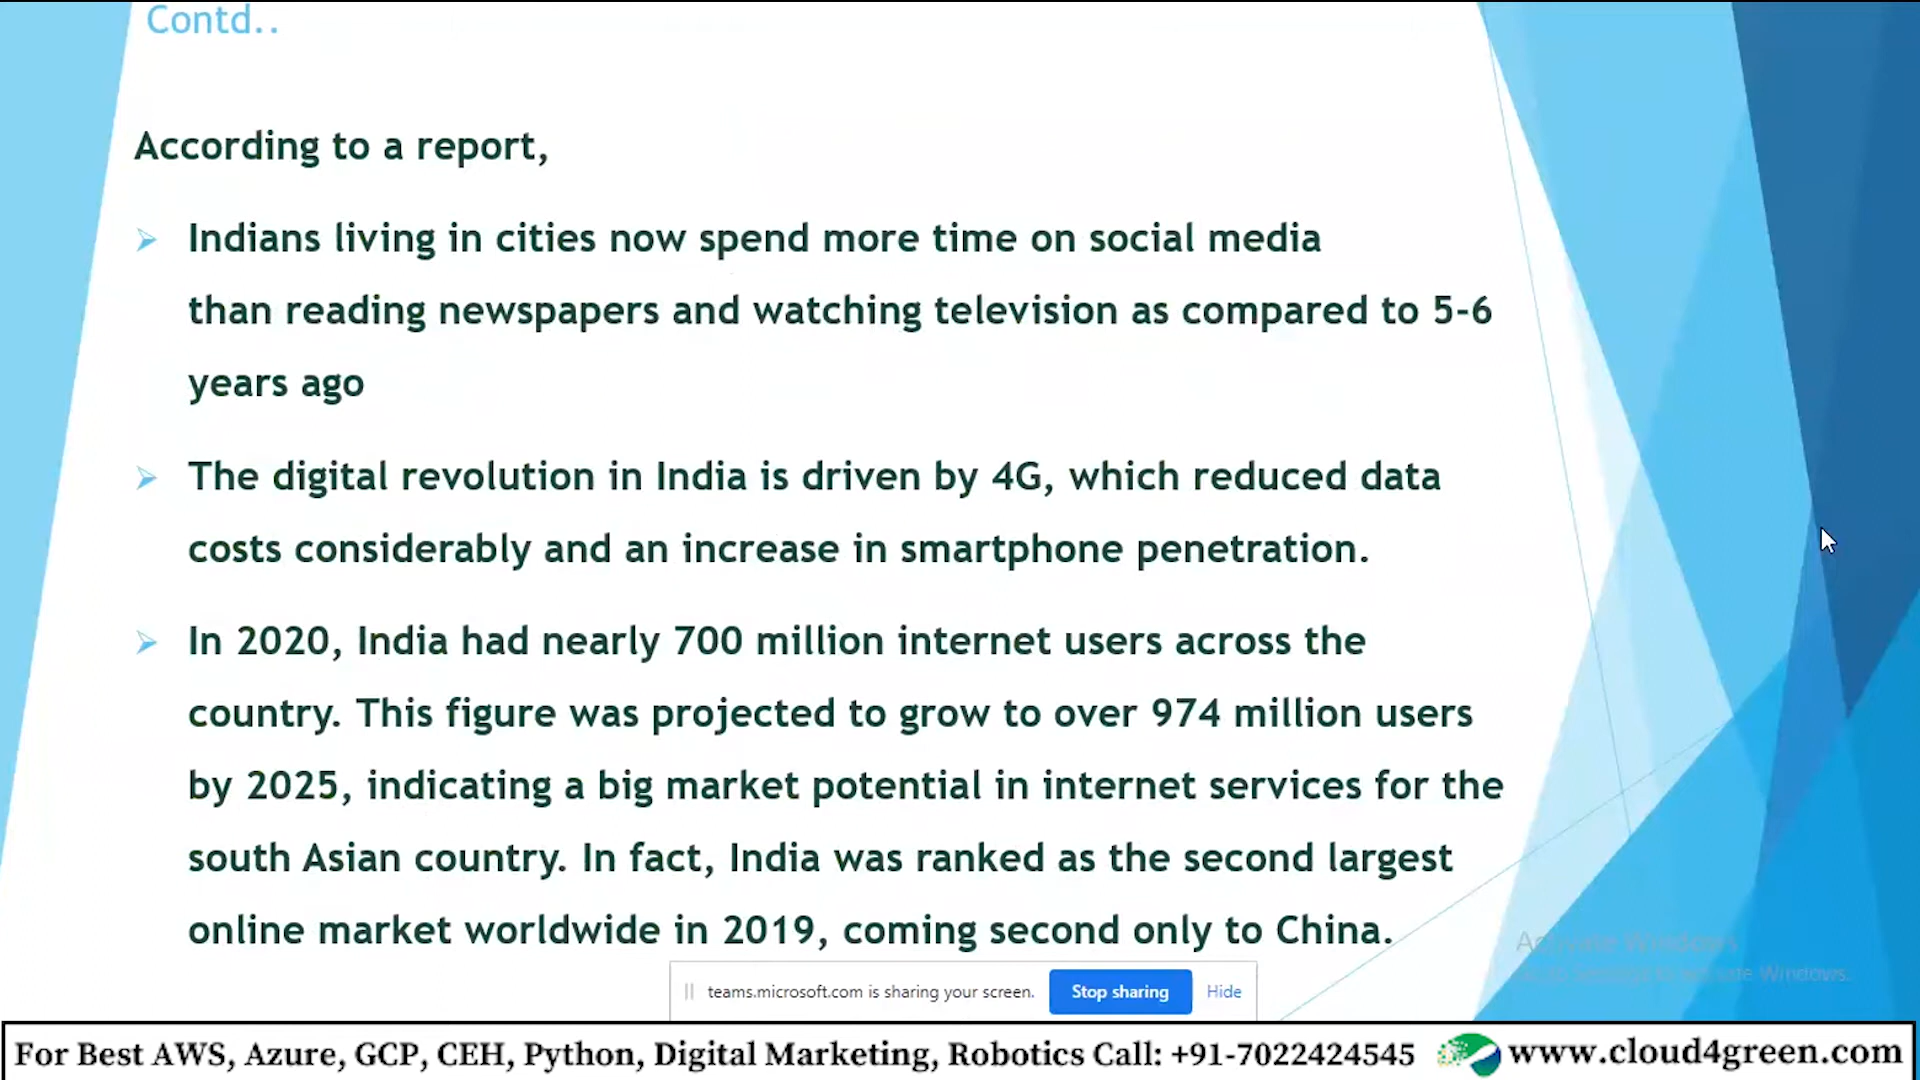 Contd..
According to a report,
Indians living in cities now spend more time on social media
than reading newspapers and watching television as compared to 5-6
years ago
The digital revolution in India is driven by 4G, which reduced data
costs considerably and an increase in smartphone penetration.
In 2020, India had nearly 700 million internet users across the
country. This figure was projected to grow to over 974 million users
by 2025, indicating a big market potential in internet services for the
south Asian country. In fact, India was ranked as the second largest
online market worldwide in 2019, coming second only to China.
Activate Windows
Windows.
teams.microsoft.com is sharing your screen. Stop sharing Hide
For Best AWS, Azure, GCP, CEH, Python, Digital Marketing, Robotics Call: +91-7022424545 www.cloud4green.com